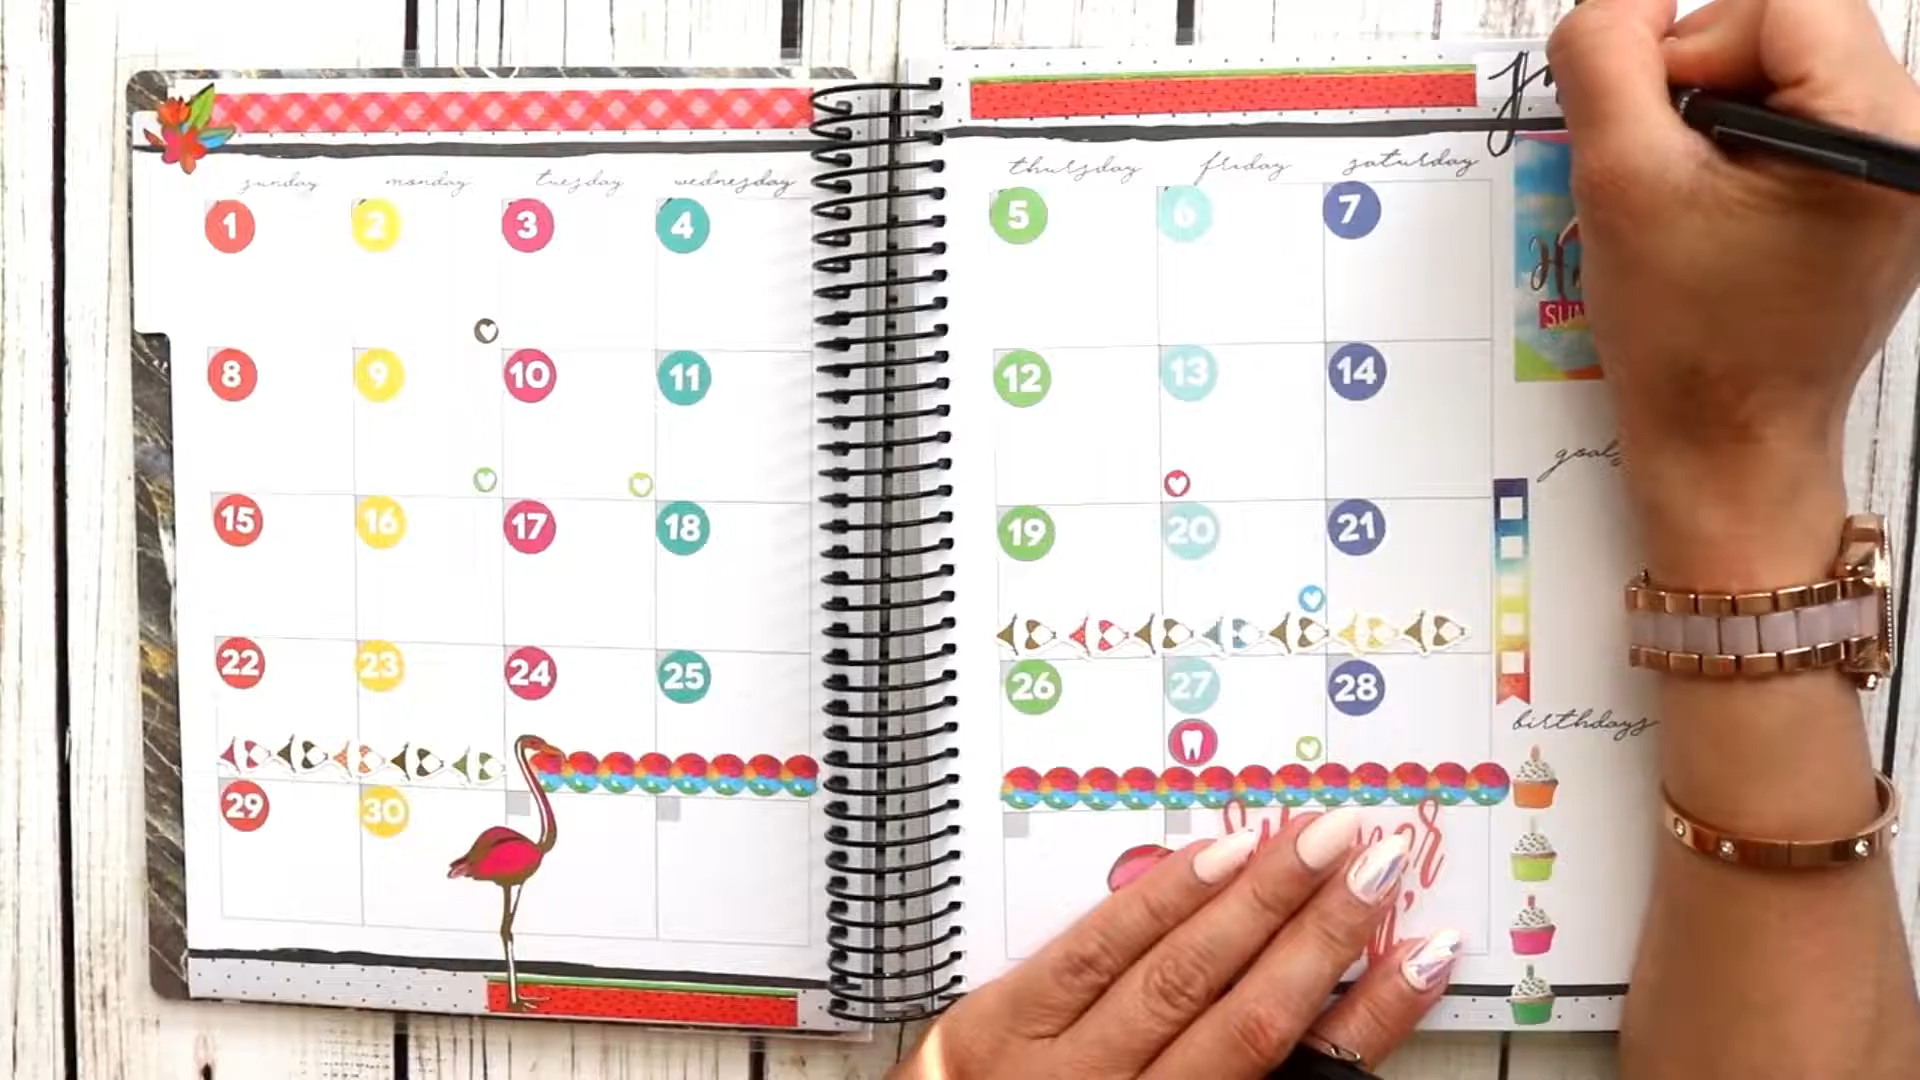 sunday monday tuesday wednesday
thursday friday saturday
1 2 3 4 5 6 7
8 9 10 11 12 13 14
15 16 17 18 19 20 21
22 23 24 25 26 27 28
29 30
goals
birthdays